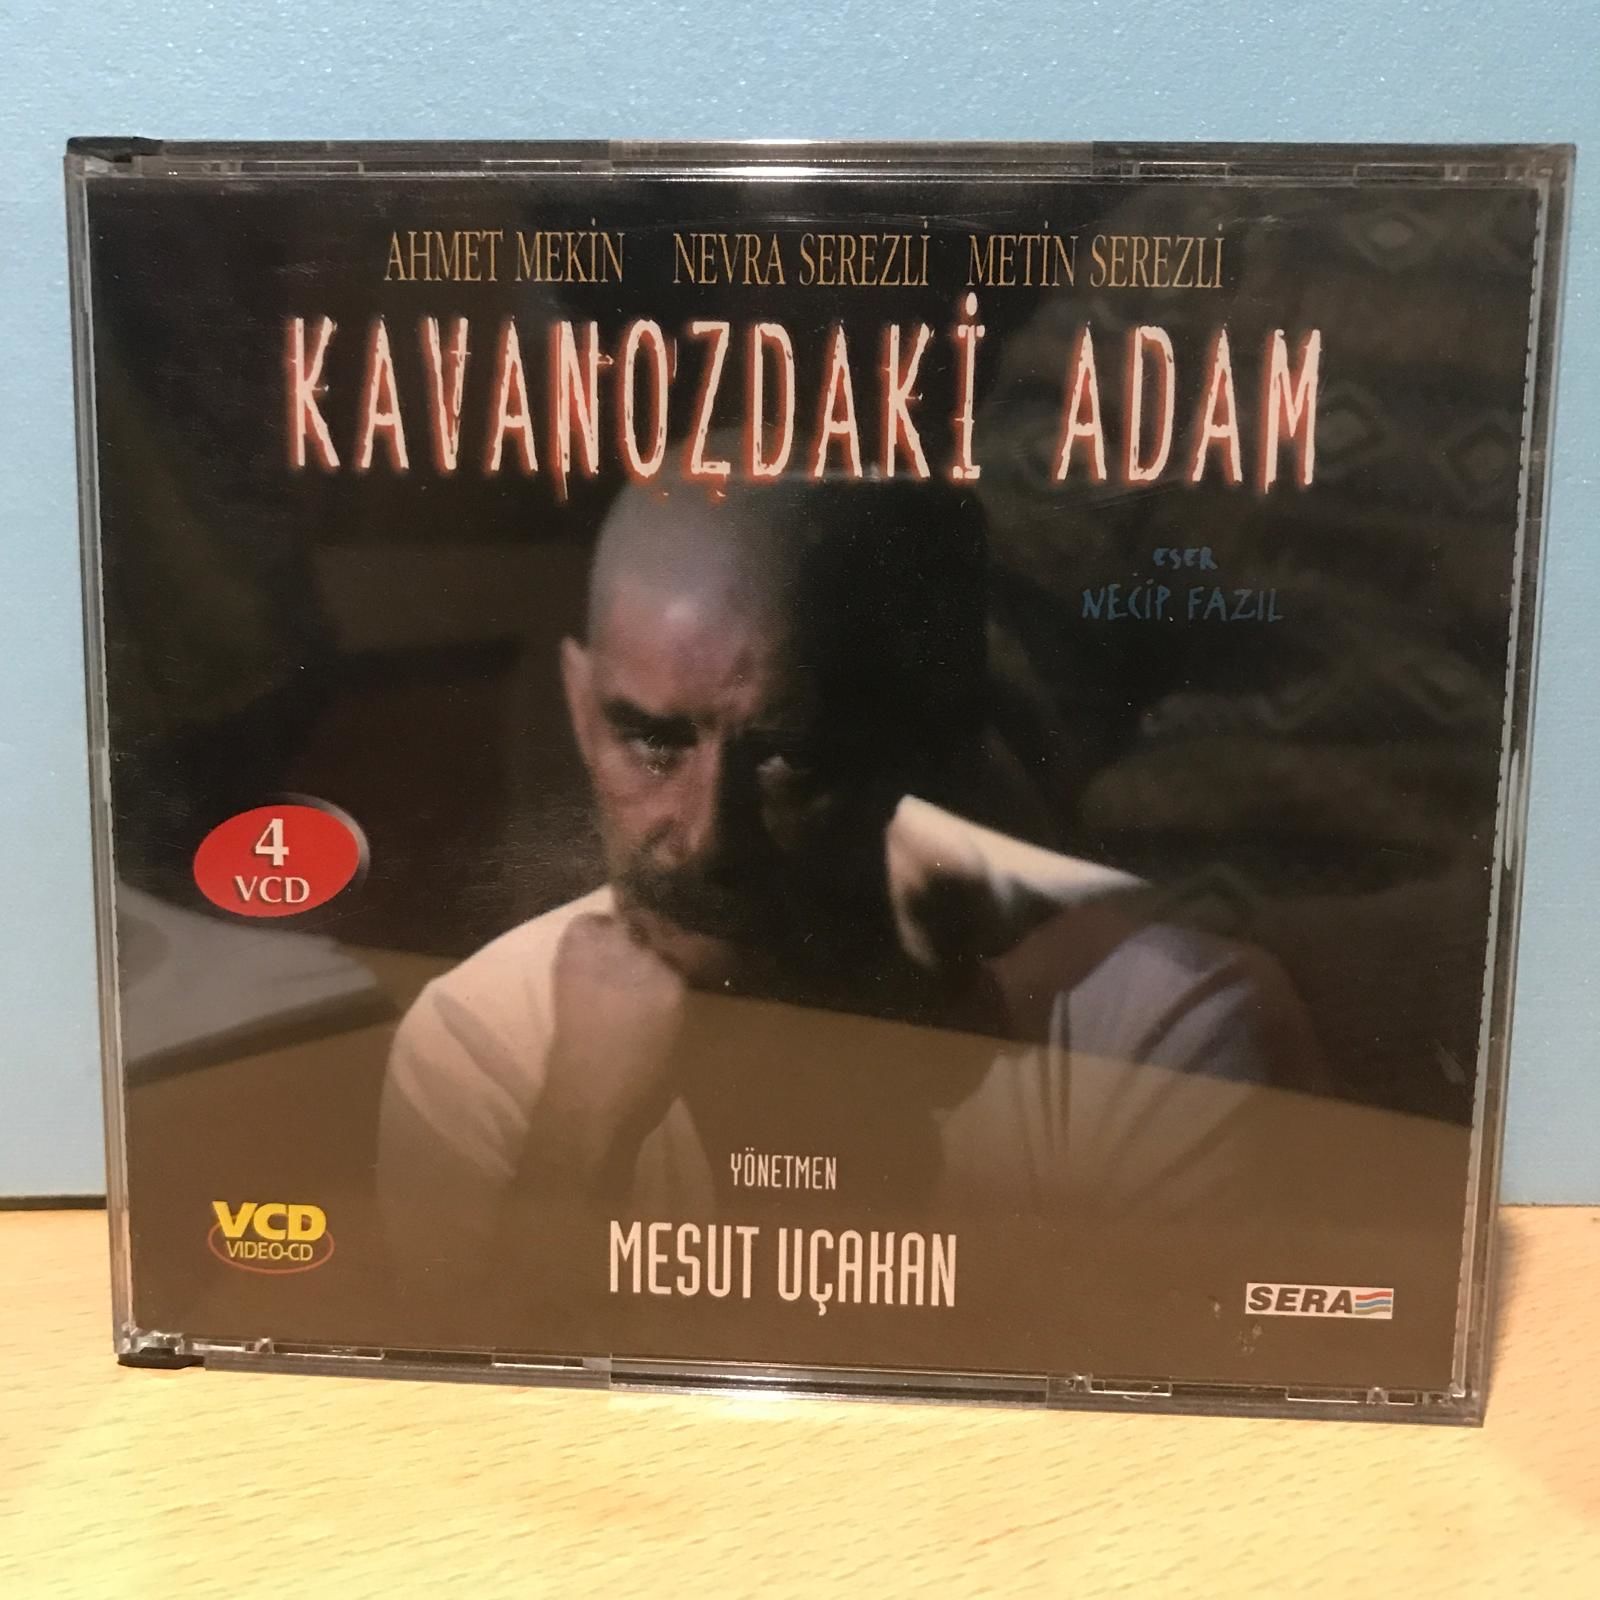 AHMET MEKİN NEVRA SEREZLİ METİN SEREZLİ
KAVANOZDAKİ ADAM
ESER
NECİP FAZIL
4
VCD
YÖNETMEN
MESUT UÇAKAN
VCD
VIDEO-CD
SERA